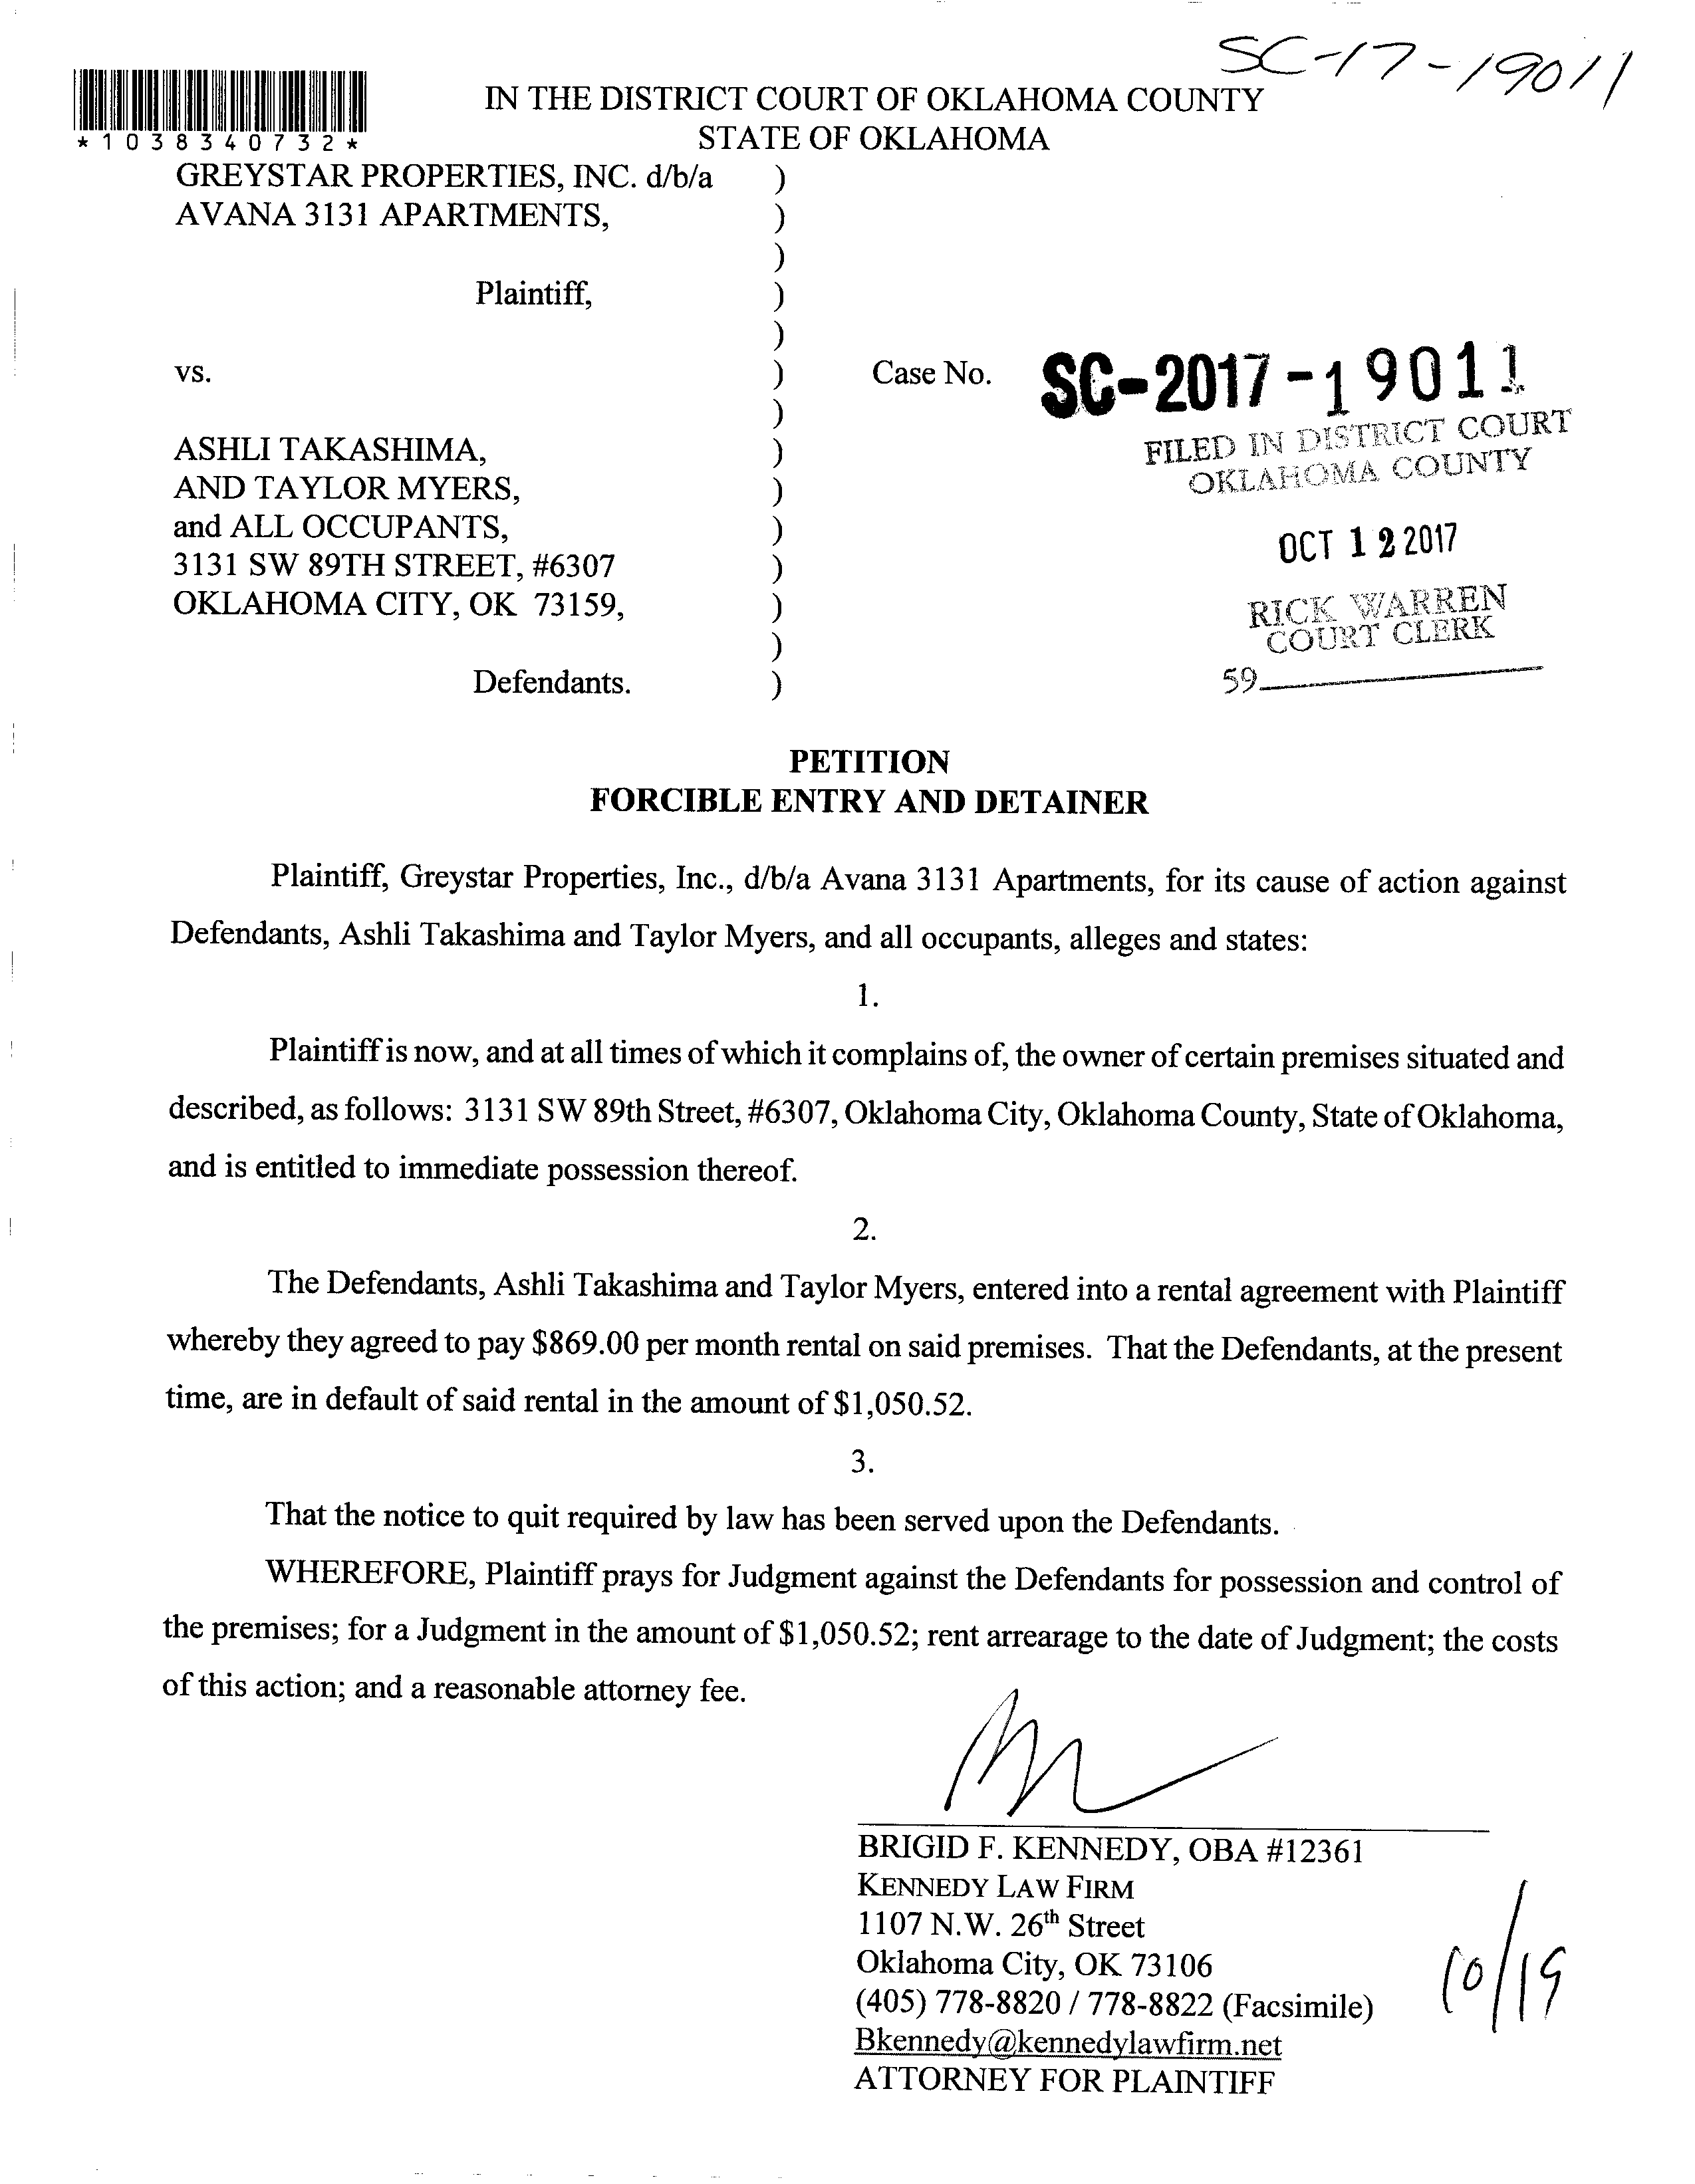 SC-17-19011
*1038340732*
IN THE DISTRICT COURT OF OKLAHOMA COUNTY
STATE OF OKLAHOMA
GREYSTAR PROPERTIES, INC. d/b/a )
AVANA 3131 APARTMENTS, )
)
Plaintiff, )
)
vs. ) Case No. SC-2017-19011
)
FILED IN DISTRICT COURT
OKLAHOMA COUNTY
ASHLI TAKASHIMA, )
AND TAYLOR MYERS, )
and ALL OCCUPANTS, )
OCT 12 2017
3131 SW 89TH STREET, #6307 )
OKLAHOMA CITY, OK 73159, )
RICK WARREN
COURT CLERK
)
Defendants. )
59
PETITION
FORCIBLE ENTRY AND DETAINER
Plaintiff, Greystar Properties, Inc., d/b/a Avana 3131 Apartments, for its cause of action against
Defendants, Ashli Takashima and Taylor Myers, and all occupants, alleges and states:
1.
Plaintiff is now, and at all times of which it complains of, the owner of certain premises situated and
described, as follows: 3131 SW 89th Street, #6307, Oklahoma City, Oklahoma County, State of Oklahoma,
and is entitled to immediate possession thereof.
2.
The Defendants, Ashli Takashima and Taylor Myers, entered into a rental agreement with Plaintiff
whereby they agreed to pay $869.00 per month rental on said premises. That the Defendants, at the present
time, are in default of said rental in the amount of $1,050.52.
3.
That the notice to quit required by law has been served upon the Defendants.
WHEREFORE, Plaintiff prays for Judgment against the Defendants for possession and control of
the premises; for a Judgment in the amount of $1,050.52; rent arrearage to the date of Judgment; the costs
of this action; and a reasonable attorney fee.
BRIGID F. KENNEDY, OBA #12361
KENNEDY LAW FIRM
1107 N.W. 26th Street
Oklahoma City, OK 73106
(405) 778-8820 / 778-8822 (Facsimile)
Bkennedy@kennedylawfirm.net
ATTORNEY FOR PLAINTIFF
10/19